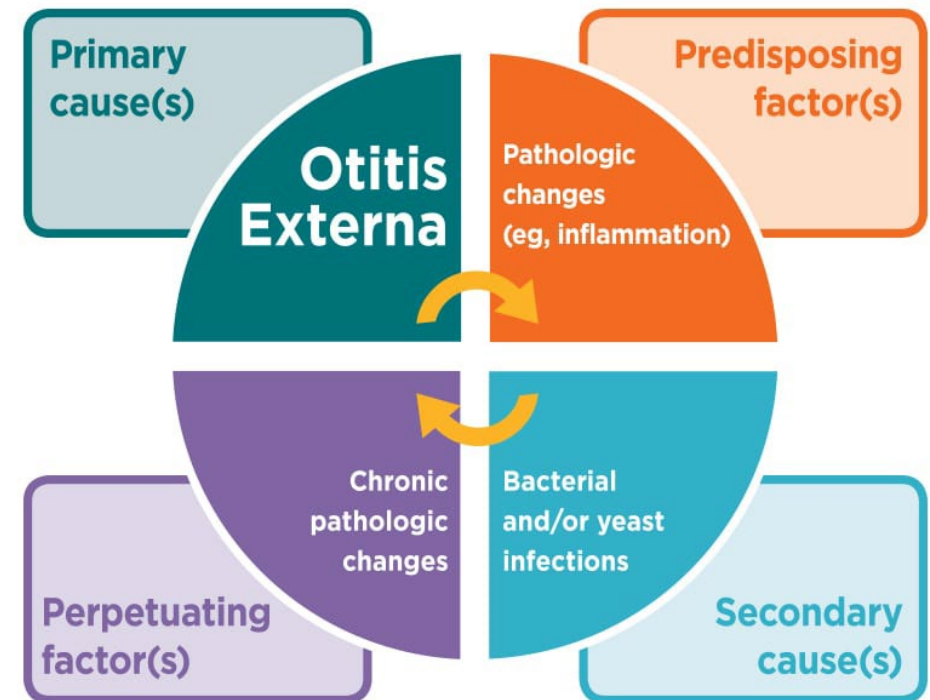 Primary
cause(s)
Predisposing
factor(s)
Otitis
Externa
Pathologic
changes
(eg, inflammation)
Chronic
pathologic
changes
Bacterial
and/or yeast
infections
Perpetuating
factor(s)
Secondary
cause(s)